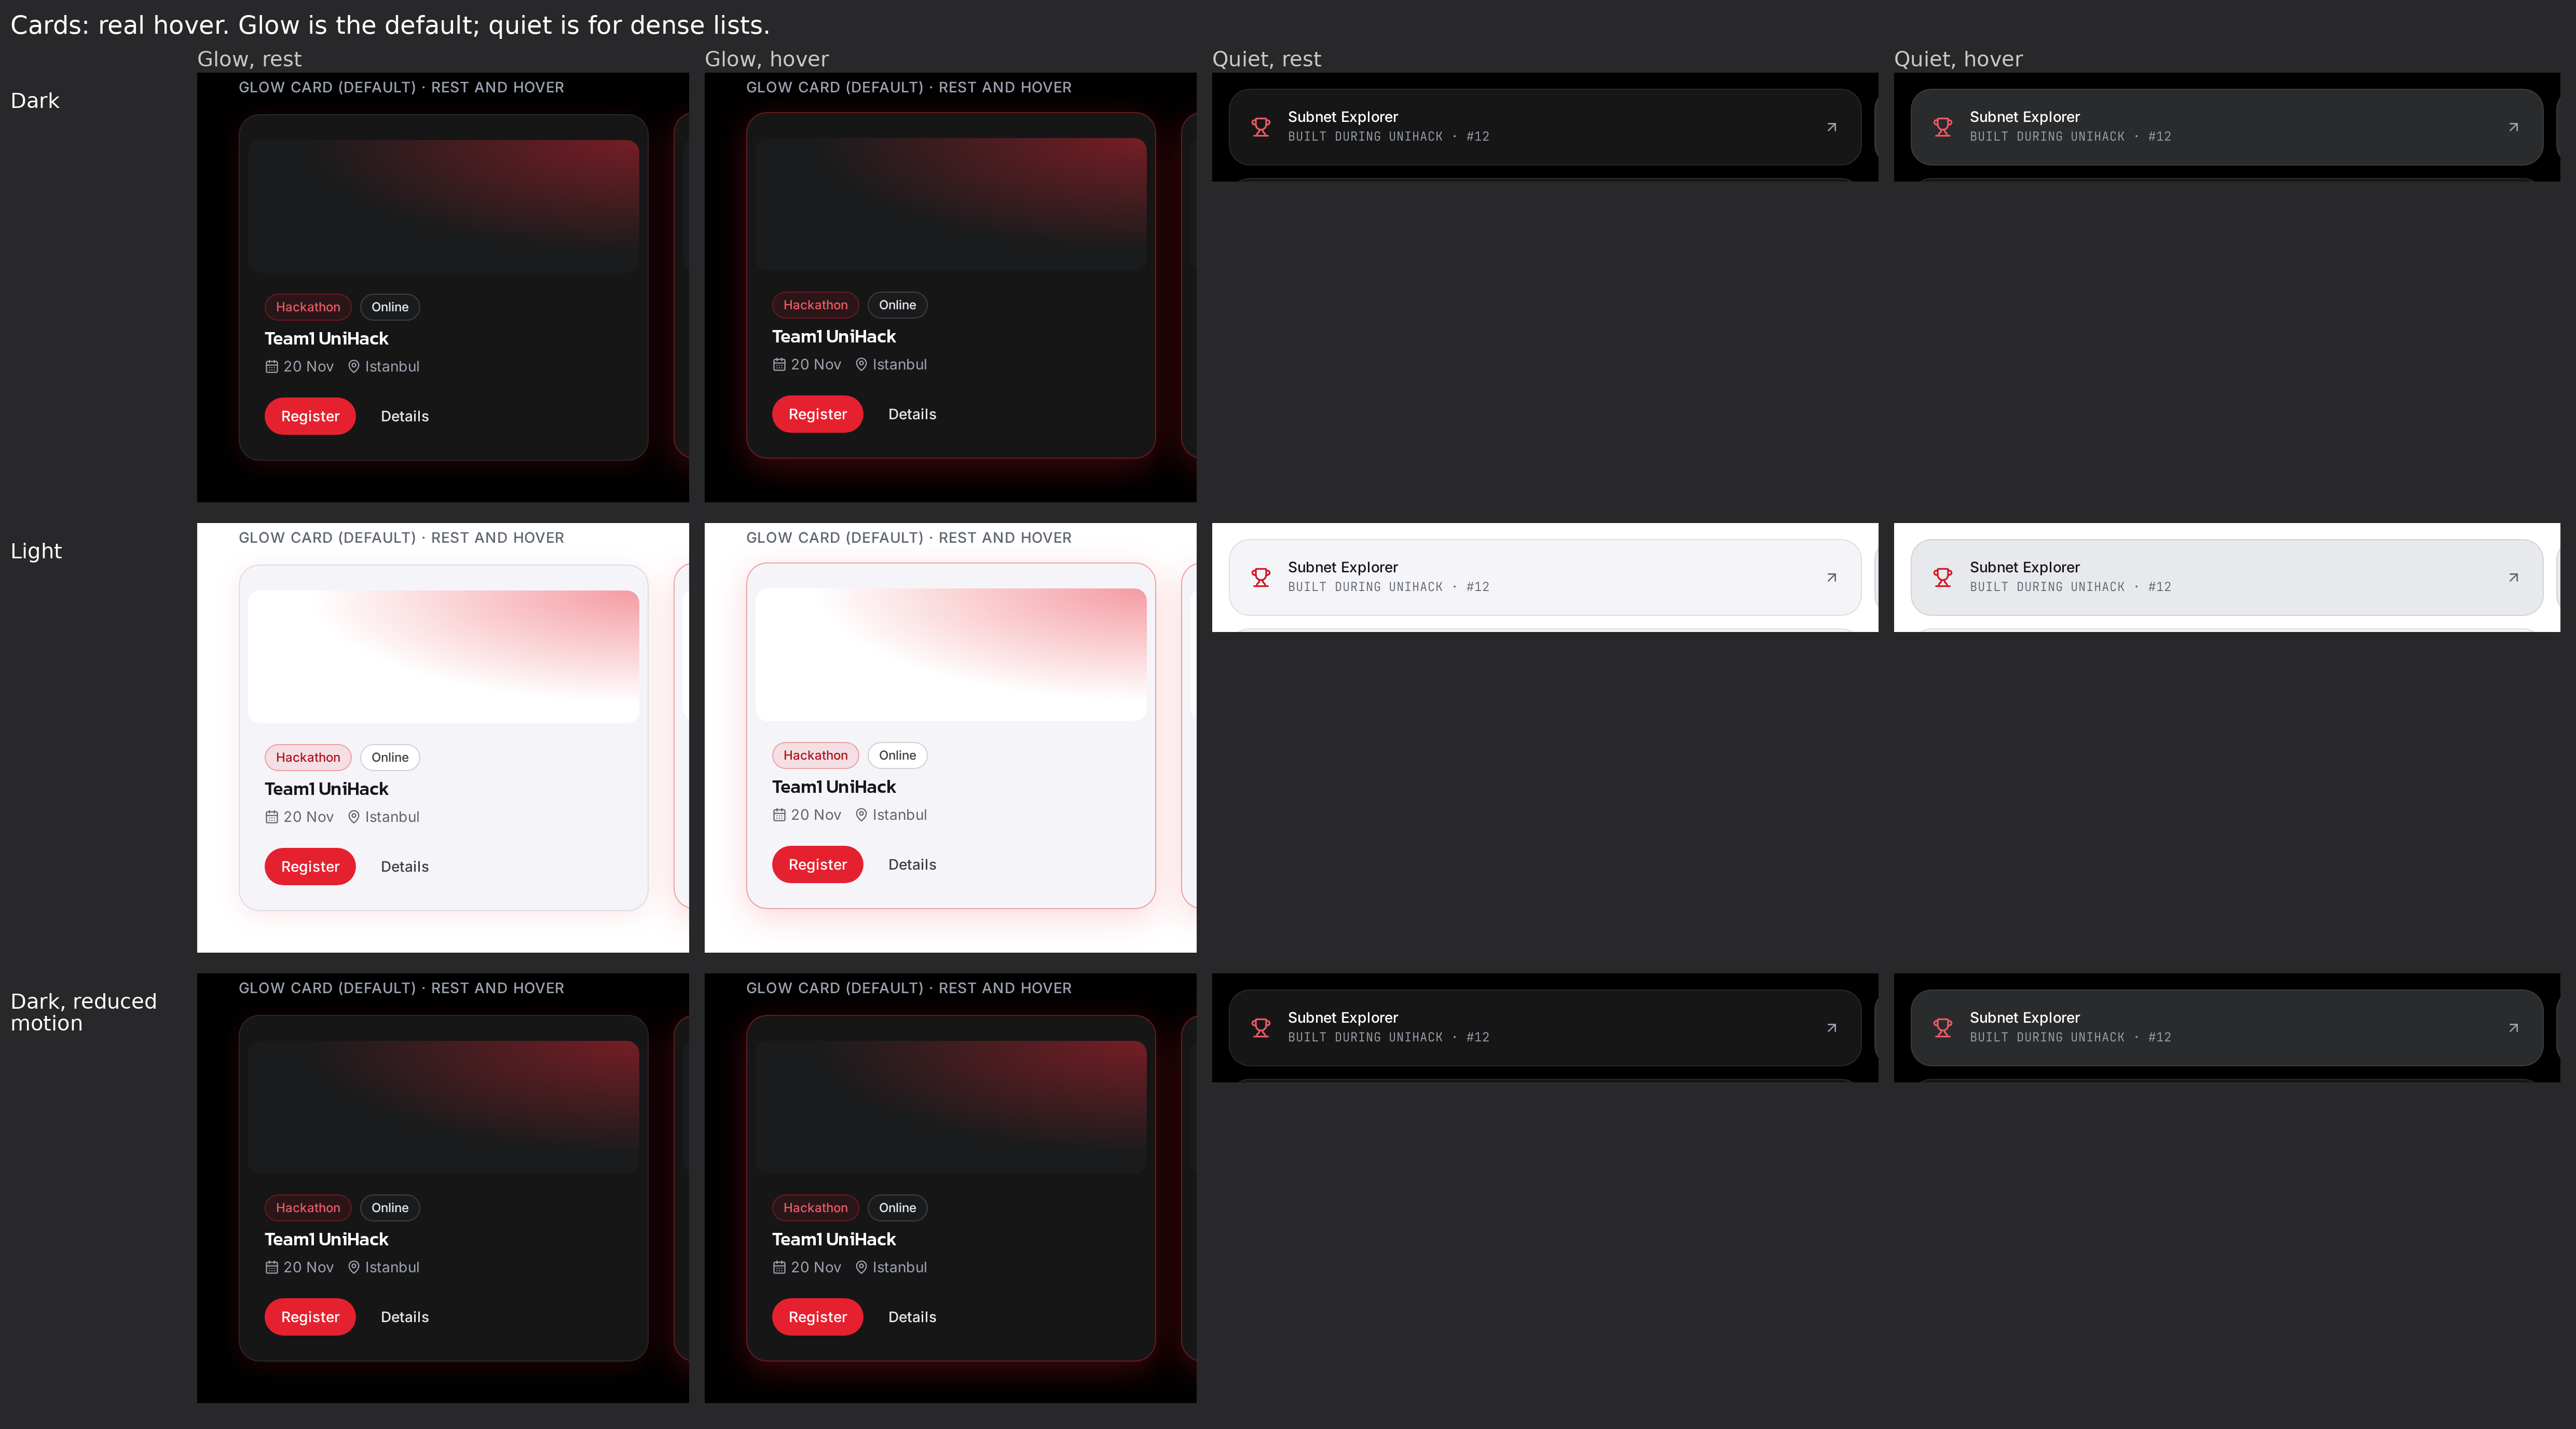 Cards: real hover. Glow is the default; quiet is for dense lists.
Glow, rest
Glow, hover
Quiet, rest
Quiet, hover
Dark
GLOW CARD (DEFAULT) · REST AND HOVER
Hackathon
Online
Team1 UniHack
20 Nov
Istanbul
Register
Details
GLOW CARD (DEFAULT) · REST AND HOVER
Hackathon
Online
Team1 UniHack
20 Nov
Istanbul
Register
Details
Subnet Explorer
BUILT DURING UNIHACK · #12
Subnet Explorer
BUILT DURING UNIHACK · #12
Light
GLOW CARD (DEFAULT) · REST AND HOVER
Hackathon
Online
Team1 UniHack
20 Nov
Istanbul
Register
Details
GLOW CARD (DEFAULT) · REST AND HOVER
Hackathon
Online
Team1 UniHack
20 Nov
Istanbul
Register
Details
Subnet Explorer
BUILT DURING UNIHACK · #12
Subnet Explorer
BUILT DURING UNIHACK · #12
Dark, reduced
motion
GLOW CARD (DEFAULT) · REST AND HOVER
Hackathon
Online
Team1 UniHack
20 Nov
Istanbul
Register
Details
GLOW CARD (DEFAULT) · REST AND HOVER
Hackathon
Online
Team1 UniHack
20 Nov
Istanbul
Register
Details
Subnet Explorer
BUILT DURING UNIHACK · #12
Subnet Explorer
BUILT DURING UNIHACK · #12